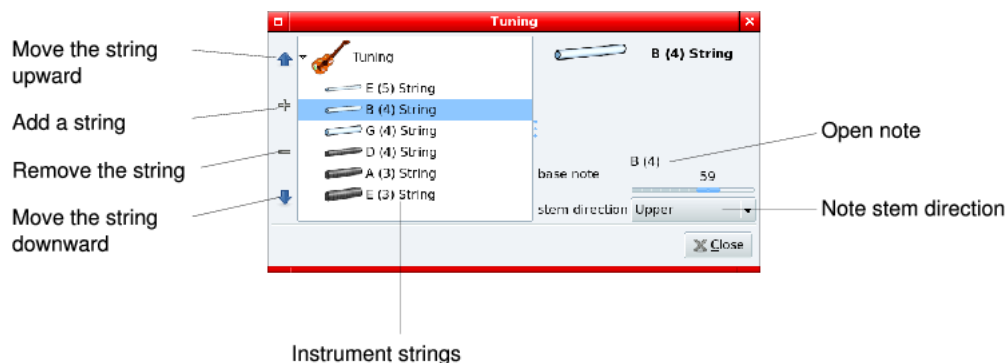 Tuning
Move the string
upward
Add a string
Remove the string
Move the string
downward
Tuning
E (5) String
B (4) String
G (4) String
D (4) String
A (3) String
E (3) String
B (4) String
B (4)
base note
59
stem direction Upper
Close
Open note
Note stem direction
Instrument strings